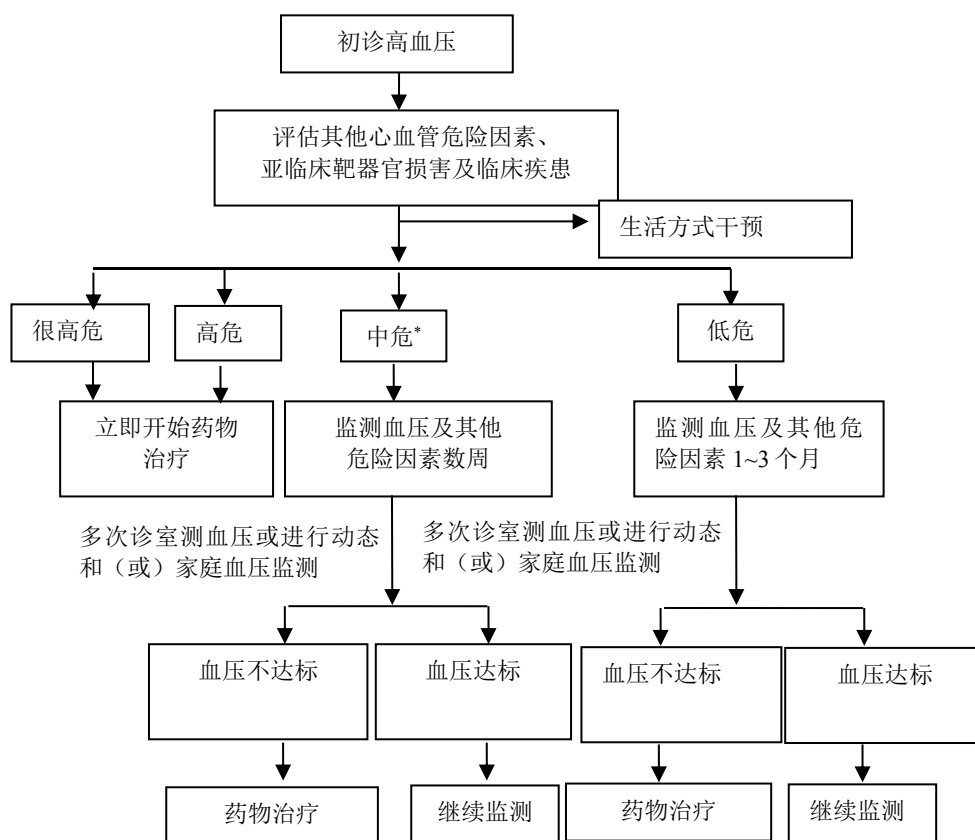 初诊高血压
评估其他心血管危险因素、
亚临床靶器官损害及临床疾患
生活方式干预
很高危
高危
中危*
低危
立即开始药物
治疗
监测血压及其他
危险因素数周
监测血压及其他危
险因素 1~3 个月
多次诊室测血压或进行动态
和（或）家庭血压监测
多次诊室测血压或进行动态
和（或）家庭血压监测
血压不达标
血压达标
血压不达标
血压达标
药物治疗
继续监测
药物治疗
继续监测